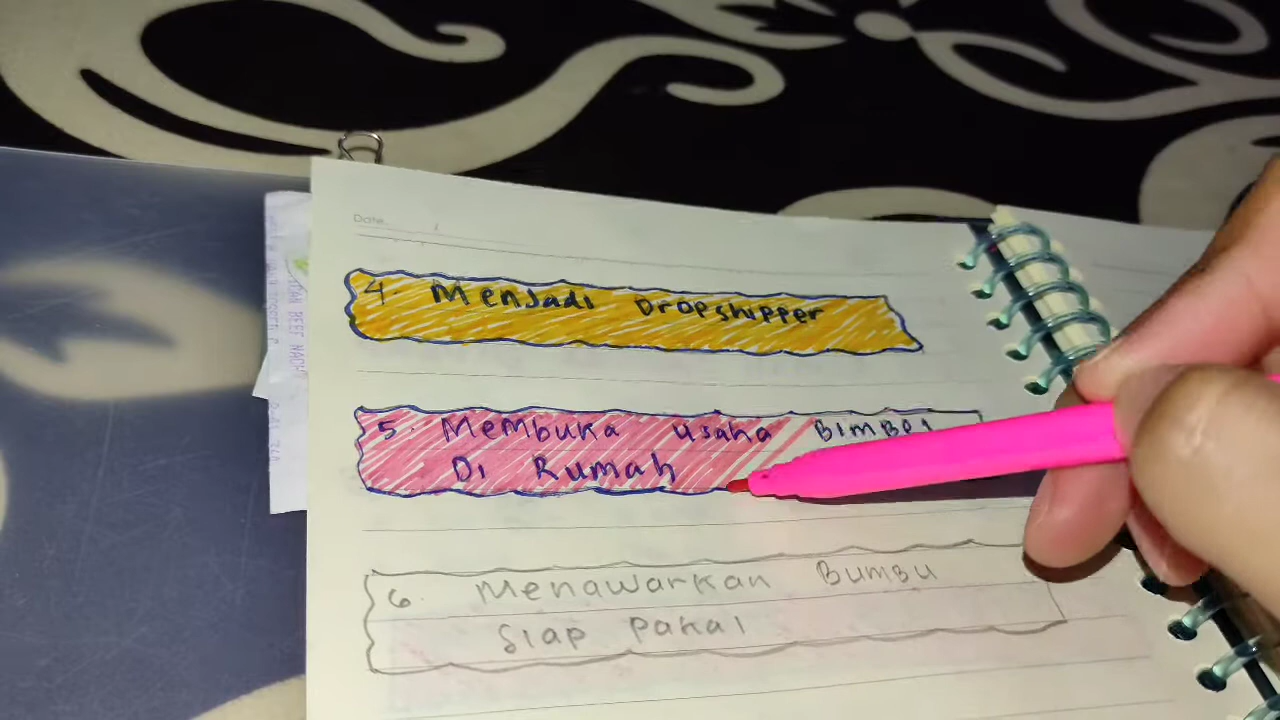 Date
4 Menjadi Dropshipper
5. Membuka usaha Bimbel
Di Rumah
6. Menawarkan Bumbu
Siap Pakai